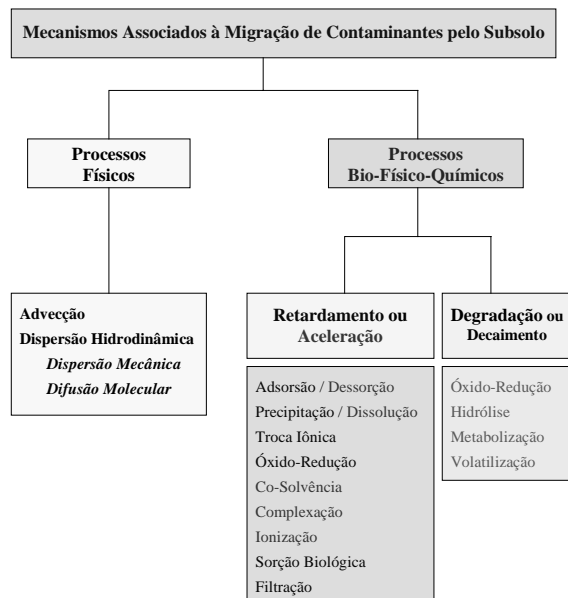 Mecanismos Associados à Migração de Contaminantes pelo Subsolo
Processos
Físicos
Processos
Bio-Físico-Químicos
Advecção
Dispersão Hidrodinâmica
Dispersão Mecânica
Difusão Molecular
Retardamento ou
Aceleração
Adsorsão / Dessorção
Precipitação / Dissolução
Troca Iônica
Óxido-Redução
Co-Solvência
Complexação
Ionização
Sorção Biológica
Filtração
Degradação ou
Decaimento
Óxido-Redução
Hidrólise
Metabolização
Volatilização